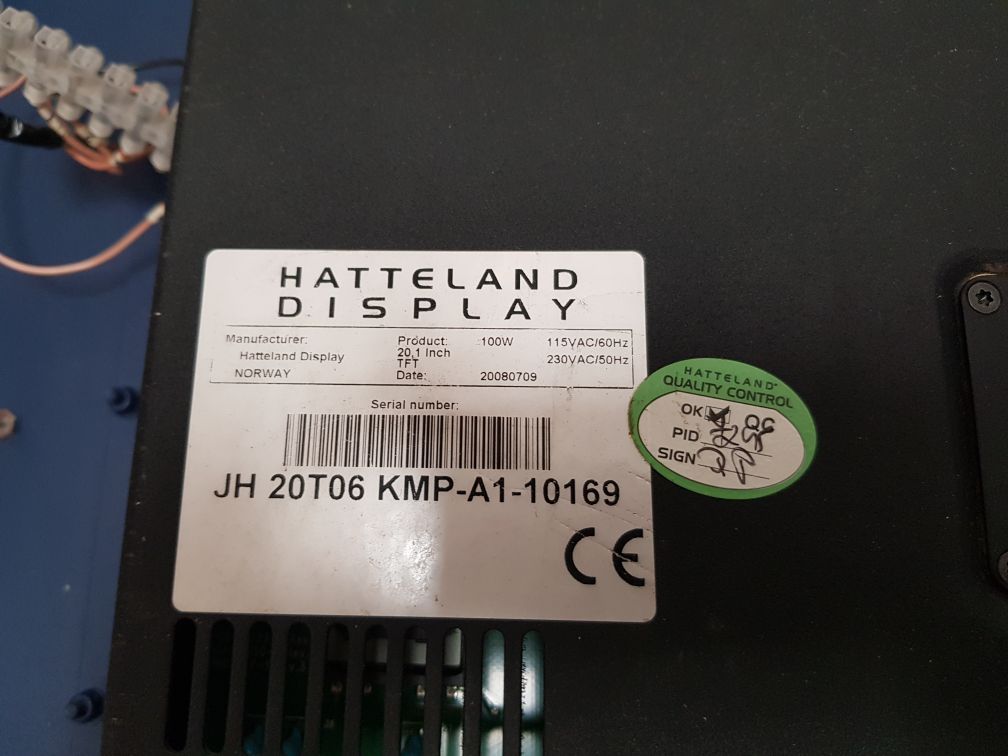 HATTELAND
DISPLAY
Manufacturer: Product: 100W 115VAC/60Hz
Hatteland Display 20,1 Inch 230VAC/50Hz
NORWAY TFT
Date: 20080709
Serial number:
JH 20T06 KMP-A1-10169
CE
HATTELAND
QUALITY CONTROL
OK QC
PID
SIGN